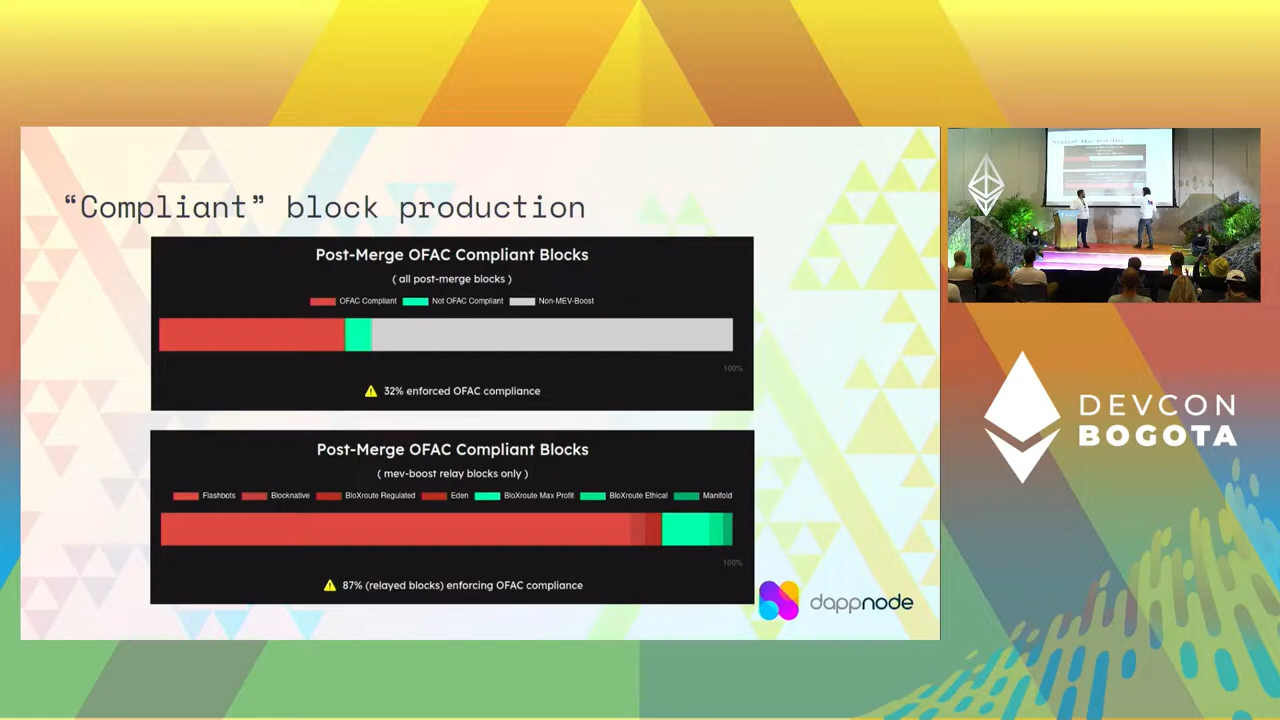 “Compliant” block production
Post-Merge OFAC Compliant Blocks
( all post-merge blocks )
OFAC Compliant Not OFAC Compliant Non-MEV-Boost
100%
32% enforced OFAC compliance
Post-Merge OFAC Compliant Blocks
( mev-boost relay blocks only )
Flashbots Blocknative BloXroute Regulated Eden BloXroute Max Profit BloXroute Ethical Manifold
100%
87% (relayed blocks) enforcing OFAC compliance
dappnode
DEVCON
BOGOTA